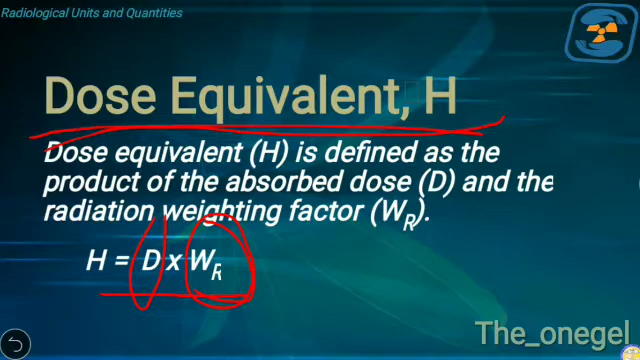 Radiological Units and Quantities
Dose Equivalent, H
Dose equivalent (H) is defined as the
product of the absorbed dose (D) and the
radiation weighting factor (WR).
H = D x WR
The_onegel